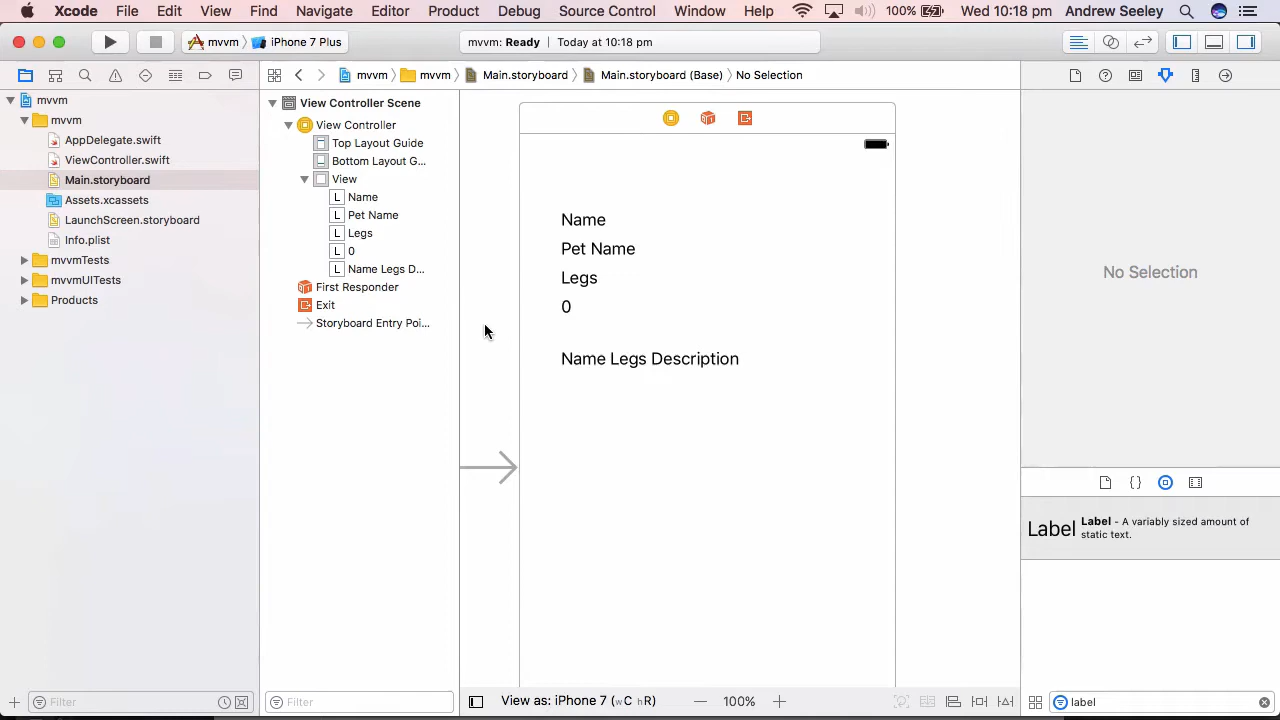 Xcode File Edit View Find Navigate Editor Product Debug Source Control Window Help 100% Wed 10:18 pm Andrew Seeley
mvvm iPhone 7 Plus mvvm: Ready Today at 10:18 pm
mvvm mvvm Main.storyboard Main.storyboard (Base) No Selection
mvvm
mvvm
AppDelegate.swift
ViewController.swift
Main.storyboard
Assets.xcassets
LaunchScreen.storyboard
Info.plist
mvvmTests
mvvmUITests
Products
Filter
View Controller Scene
View Controller
Top Layout Guide
Bottom Layout G...
View
L Name
L Pet Name
L Legs
L 0
L Name Legs D...
First Responder
Exit
Storyboard Entry Poi...
Filter
Name
Pet Name
Legs
0
Name Legs Description
View as: iPhone 7 (wC hR) 100%
No Selection
{}
Label
Label - A variably sized amount of
static text.
label